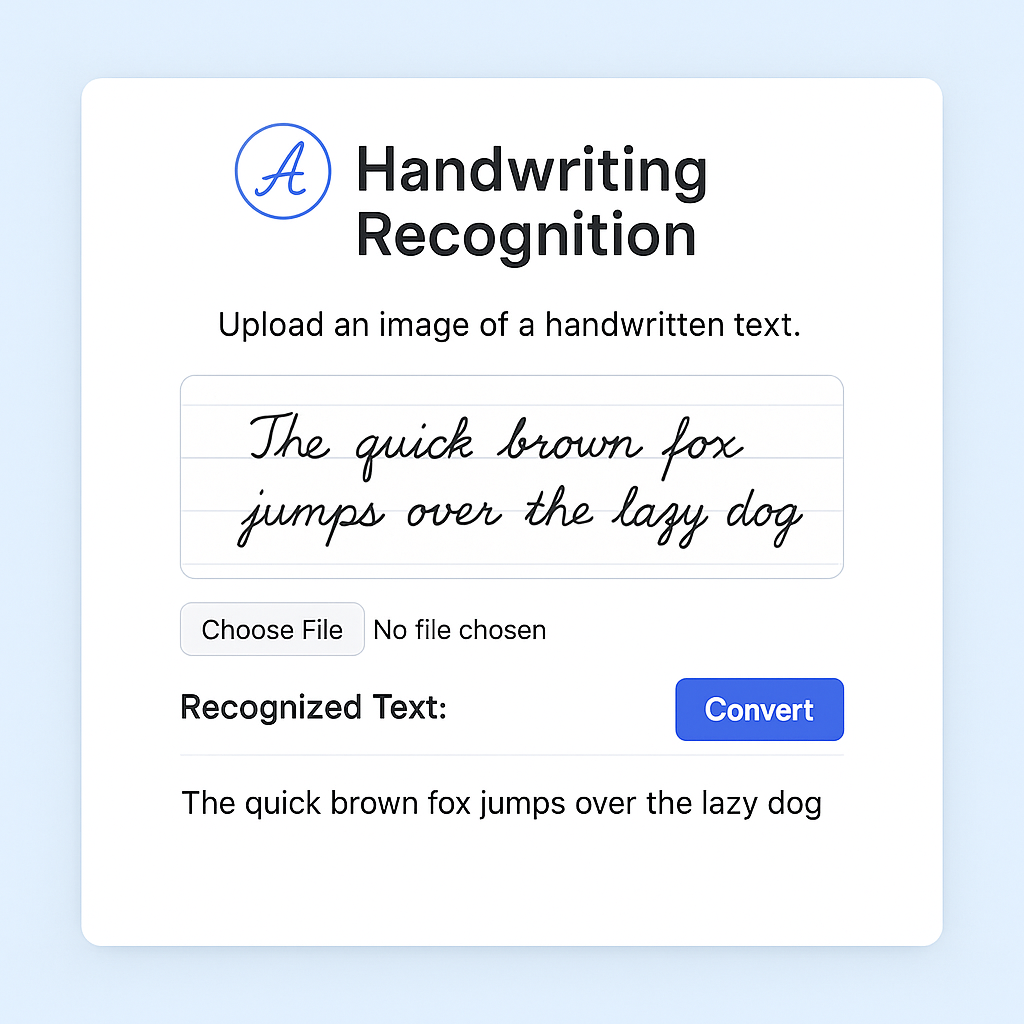 A
Handwriting
Recognition
Upload an image of a handwritten text.
The quick brown fox
jumps over the lazy dog
Choose File No file chosen
Recognized Text:
Convert
The quick brown fox jumps over the lazy dog